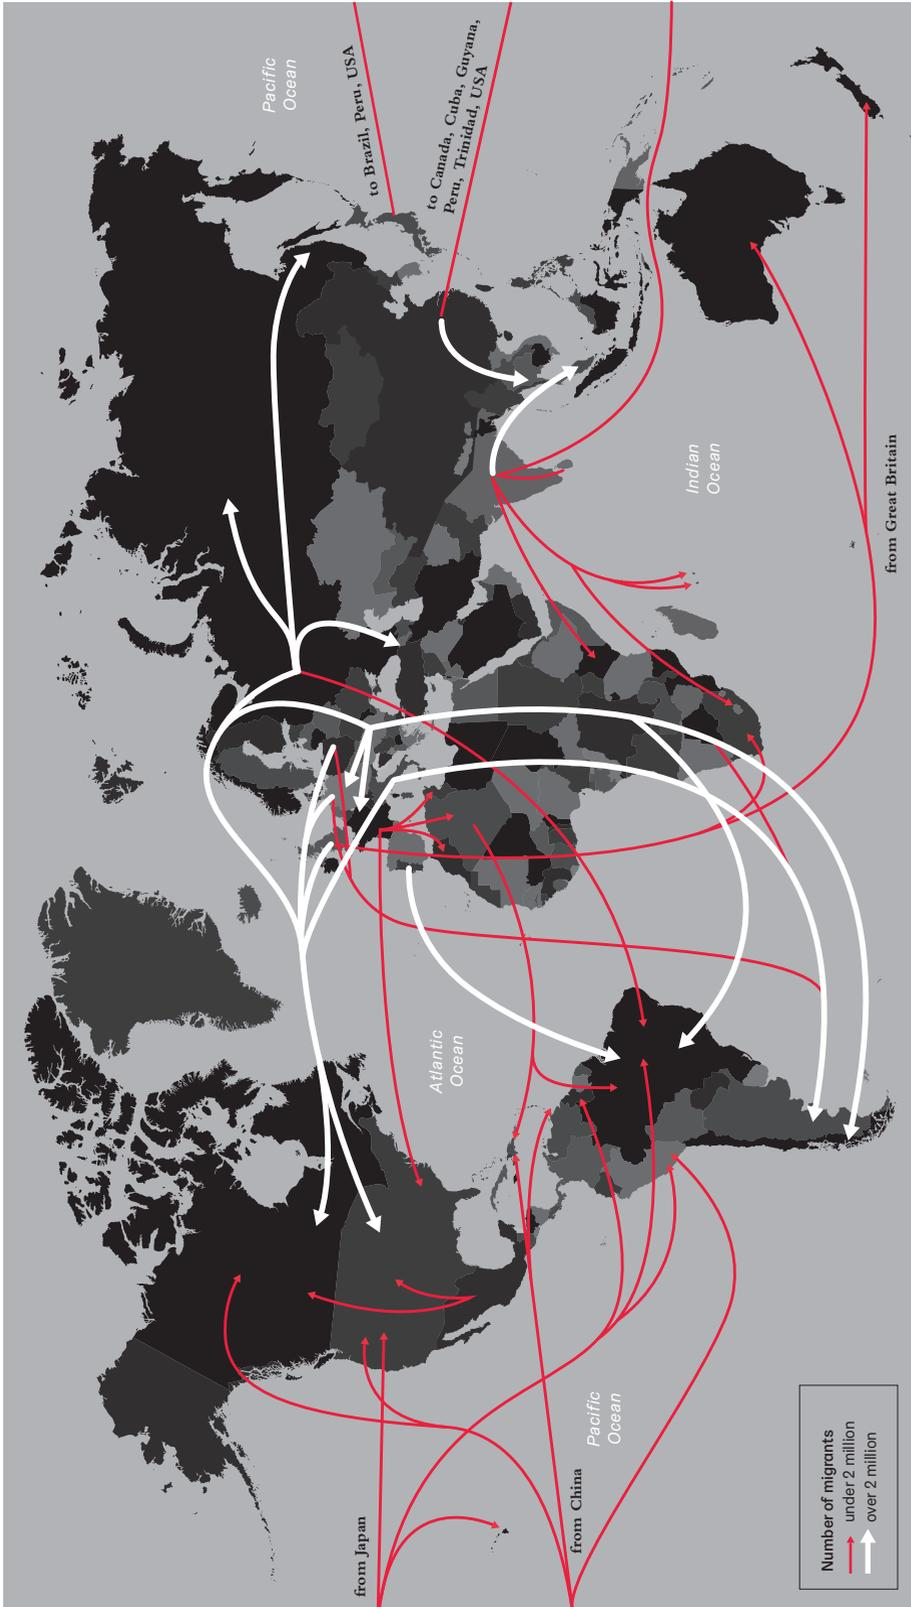 from Japan
Pacific
Ocean
from China
Number of migrants
under 2 million
over 2 million
Atlantic
Ocean
Indian
Ocean
from Great Britain
Pacific
Ocean
to Brazil, Peru, USA
to Canada, Cuba, Guyana,
Peru, Trinidad, USA